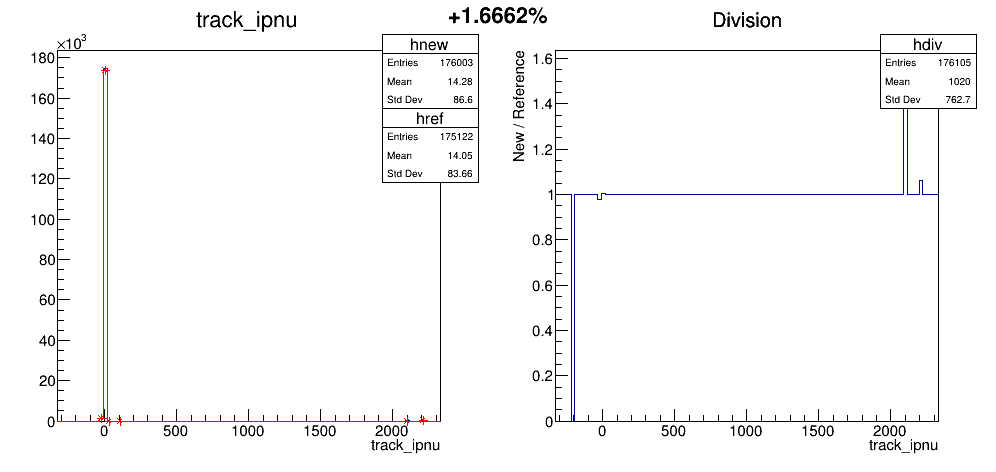 track_ipnu
+1.6662%
Division
×10³
hnew
Entries 176003
Mean 14.28
Std Dev 86.6
href
Entries 175122
Mean 14.05
Std Dev 83.66
180
160
140
120
100
80
60
40
20
0
0 500 1000 1500 2000
track_ipnu
hdiv
Entries 176105
Mean 1020
Std Dev 762.7
New / Reference
1.6
1.4
1.2
1
0.8
0.6
0.4
0.2
0
0 500 1000 1500 2000
track_ipnu